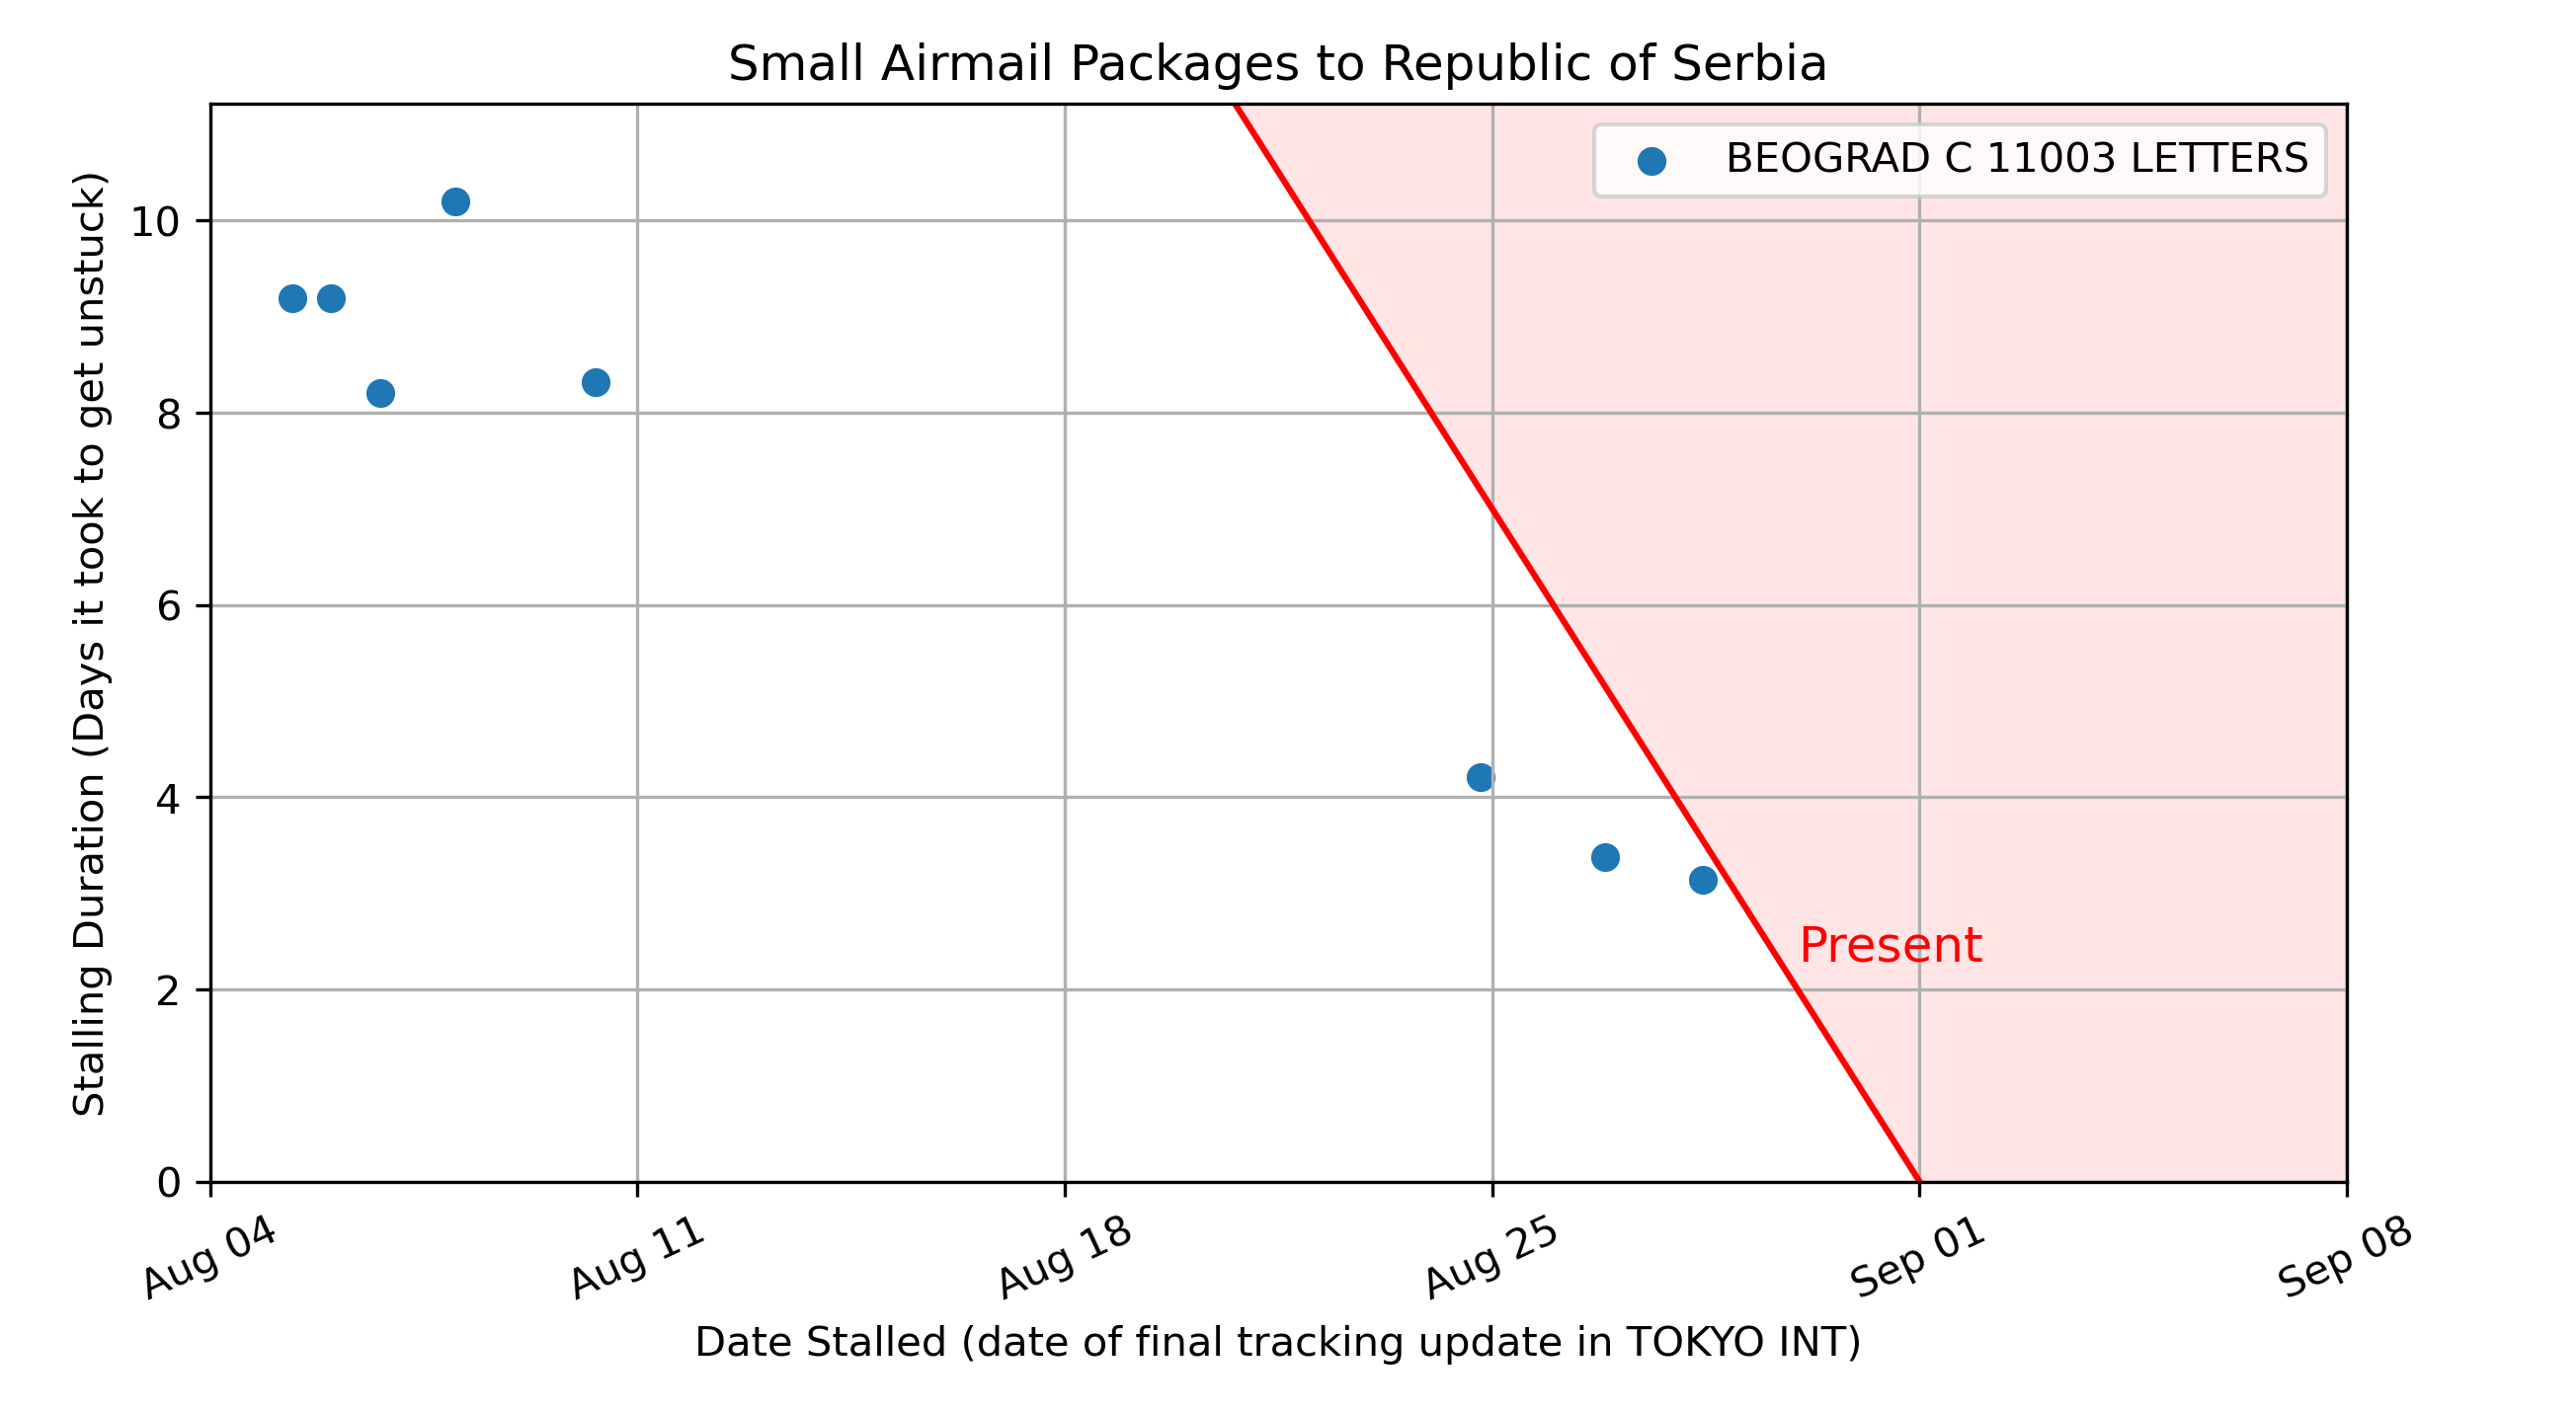 Small Airmail Packages to Republic of Serbia
BEOGRAD C 11003 LETTERS
Stalling Duration (Days it took to get unstuck)
10
8
6
4
2
0
Present
Aug 04
Aug 11
Aug 18
Aug 25
Sep 01
Sep 08
Date Stalled (date of final tracking update in TOKYO INT)